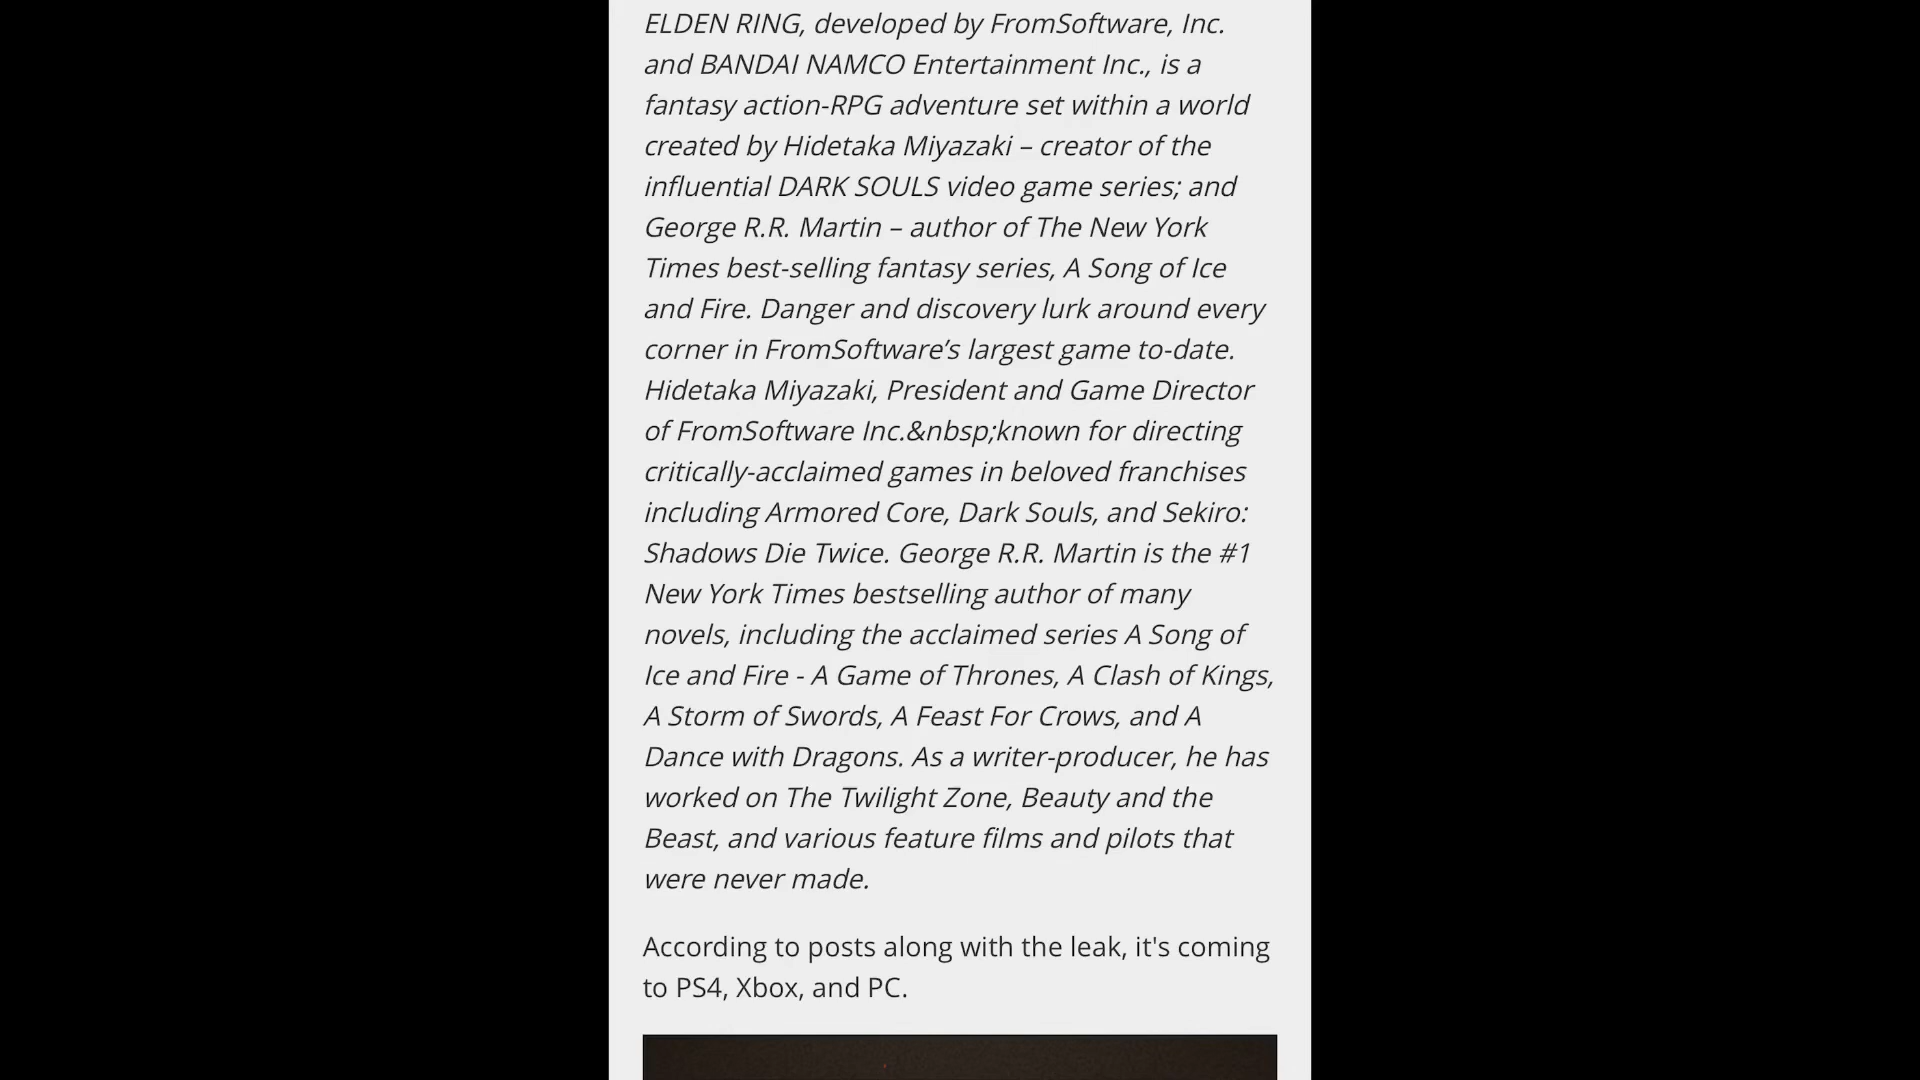 ELDEN RING, developed by FromSoftware, Inc.
and BANDAI NAMCO Entertainment Inc., is a
fantasy action-RPG adventure set within a world
created by Hidetaka Miyazaki – creator of the
influential DARK SOULS video game series; and
George R.R. Martin – author of The New York
Times best-selling fantasy series, A Song of Ice
and Fire. Danger and discovery lurk around every
corner in FromSoftware’s largest game to-date.
Hidetaka Miyazaki, President and Game Director
of FromSoftware Inc.&nbsp;known for directing
critically-acclaimed games in beloved franchises
including Armored Core, Dark Souls, and Sekiro:
Shadows Die Twice. George R.R. Martin is the #1
New York Times bestselling author of many
novels, including the acclaimed series A Song of
Ice and Fire - A Game of Thrones, A Clash of Kings,
A Storm of Swords, A Feast For Crows, and A
Dance with Dragons. As a writer-producer, he has
worked on The Twilight Zone, Beauty and the
Beast, and various feature films and pilots that
were never made.
According to posts along with the leak, it's coming
to PS4, Xbox, and PC.